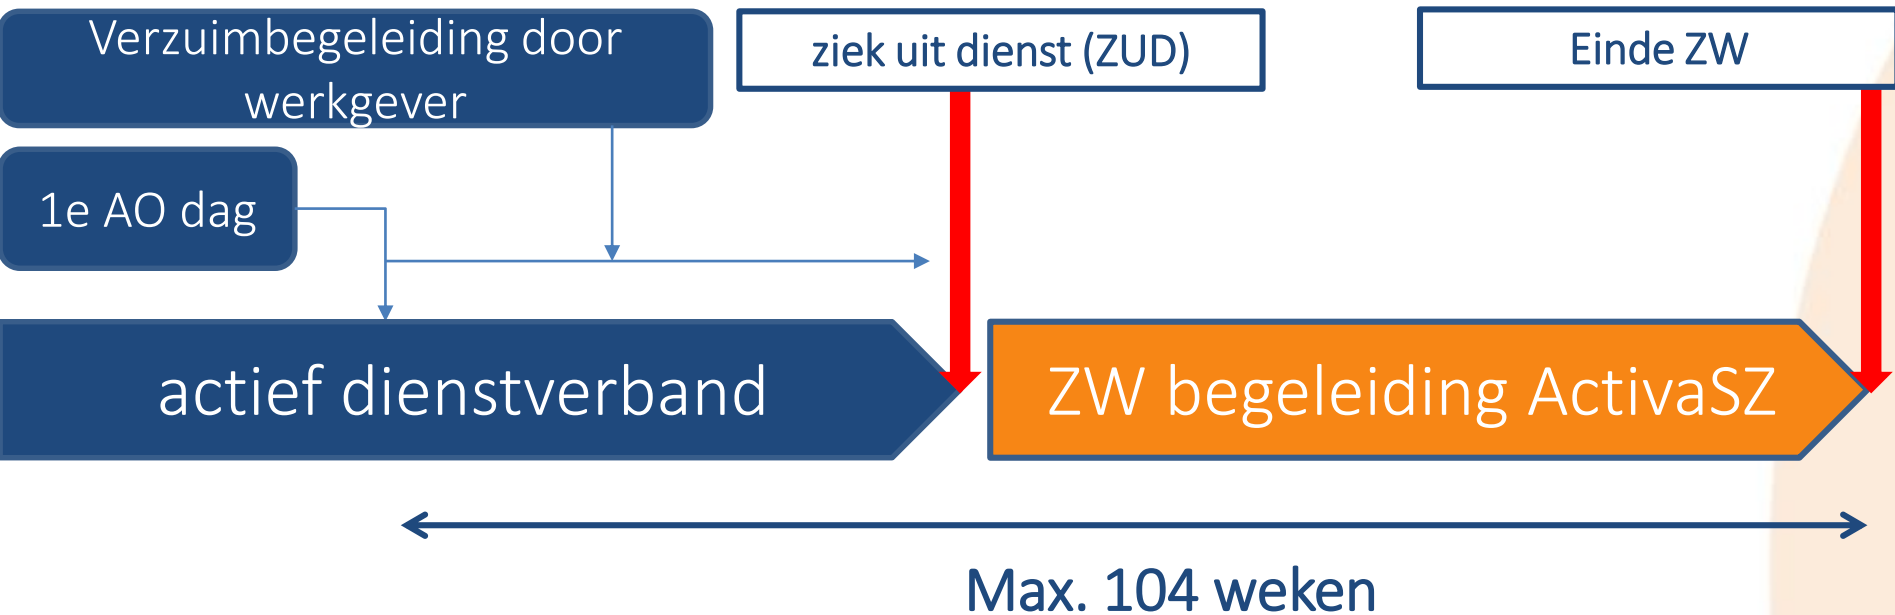 Verzuimbegeleiding door
werkgever
ziek uit dienst (ZUD)
Einde ZW
1e AO dag
actief dienstverband
ZW begeleiding ActivaSZ
Max. 104 weken